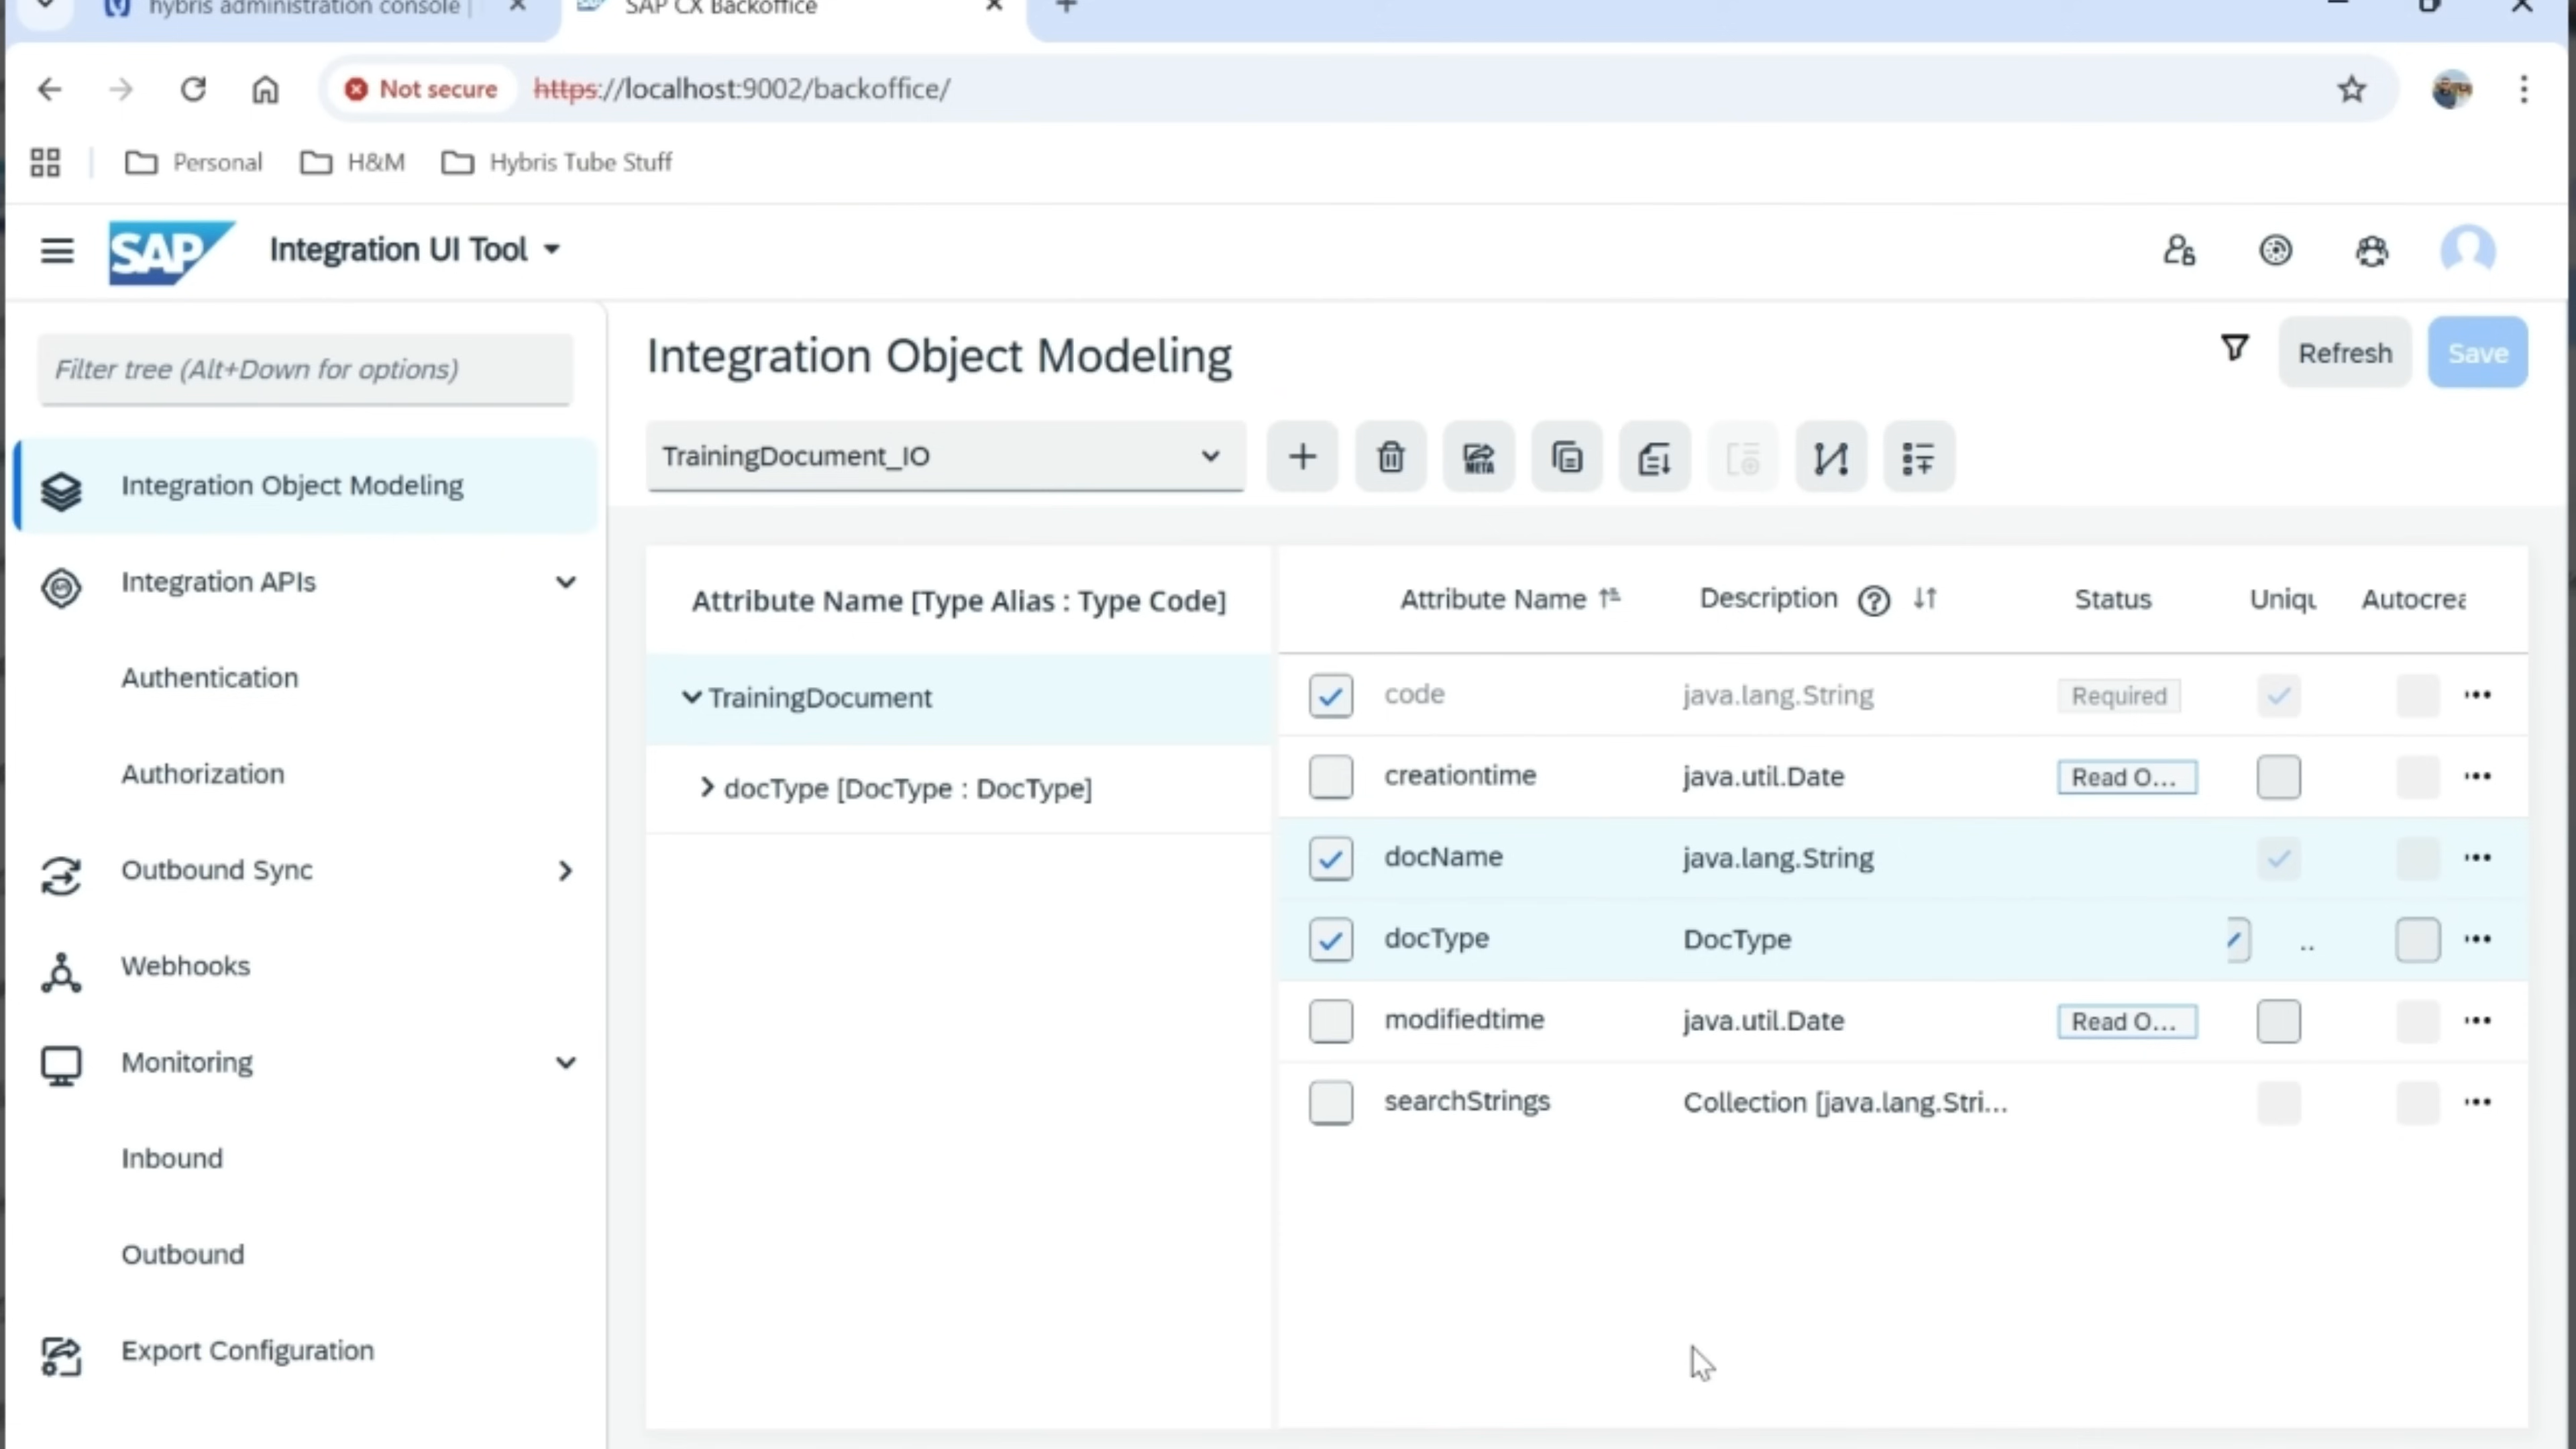 hybris administration console |
SAP CX Backoffice
Not secure
https://localhost:9002/backoffice/
Personal
H&M
Hybris Tube Stuff
SAP
Integration UI Tool
Filter tree (Alt+Down for options)
Integration Object Modeling
Integration APIs
Authentication
Authorization
Outbound Sync
Webhooks
Monitoring
Inbound
Outbound
Export Configuration
Integration Object Modeling
Refresh
Save
TrainingDocument_IO
META
Attribute Name [Type Alias : Type Code]
TrainingDocument
docType [DocType : DocType]
Attribute Name Description Status Uniqu Autocrea
code java.lang.String Required
creationtime java.util.Date Read O...
docName java.lang.String
docType DocType ..
modifiedtime java.util.Date Read O...
searchStrings Collection [java.lang.Stri...